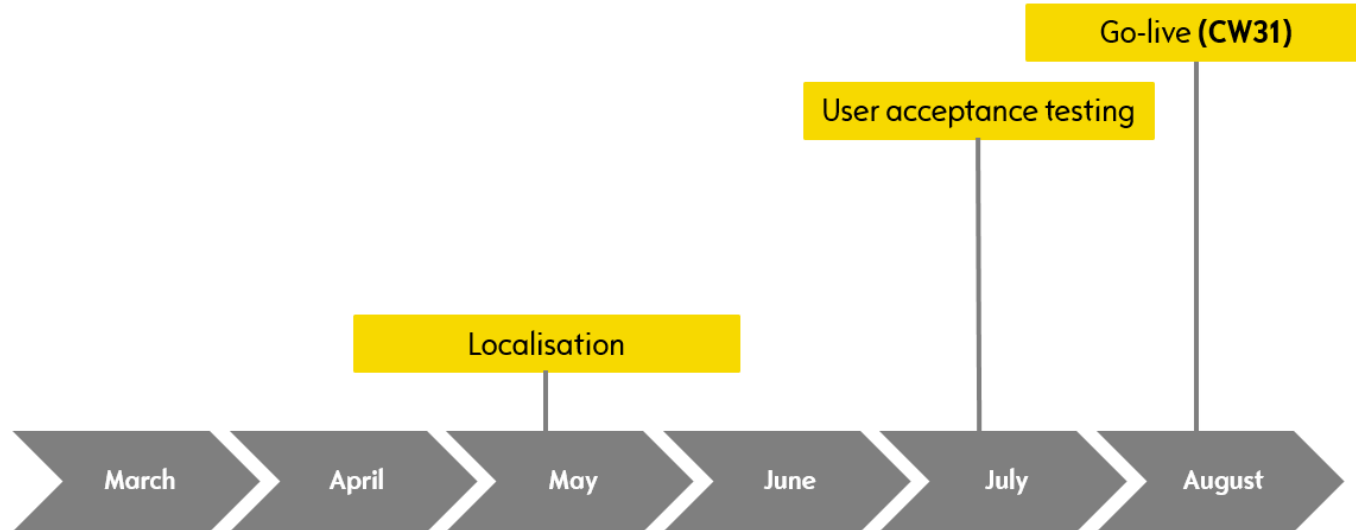 Go-live (CW31)
User acceptance testing
Localisation
March
April
May
June
July
August